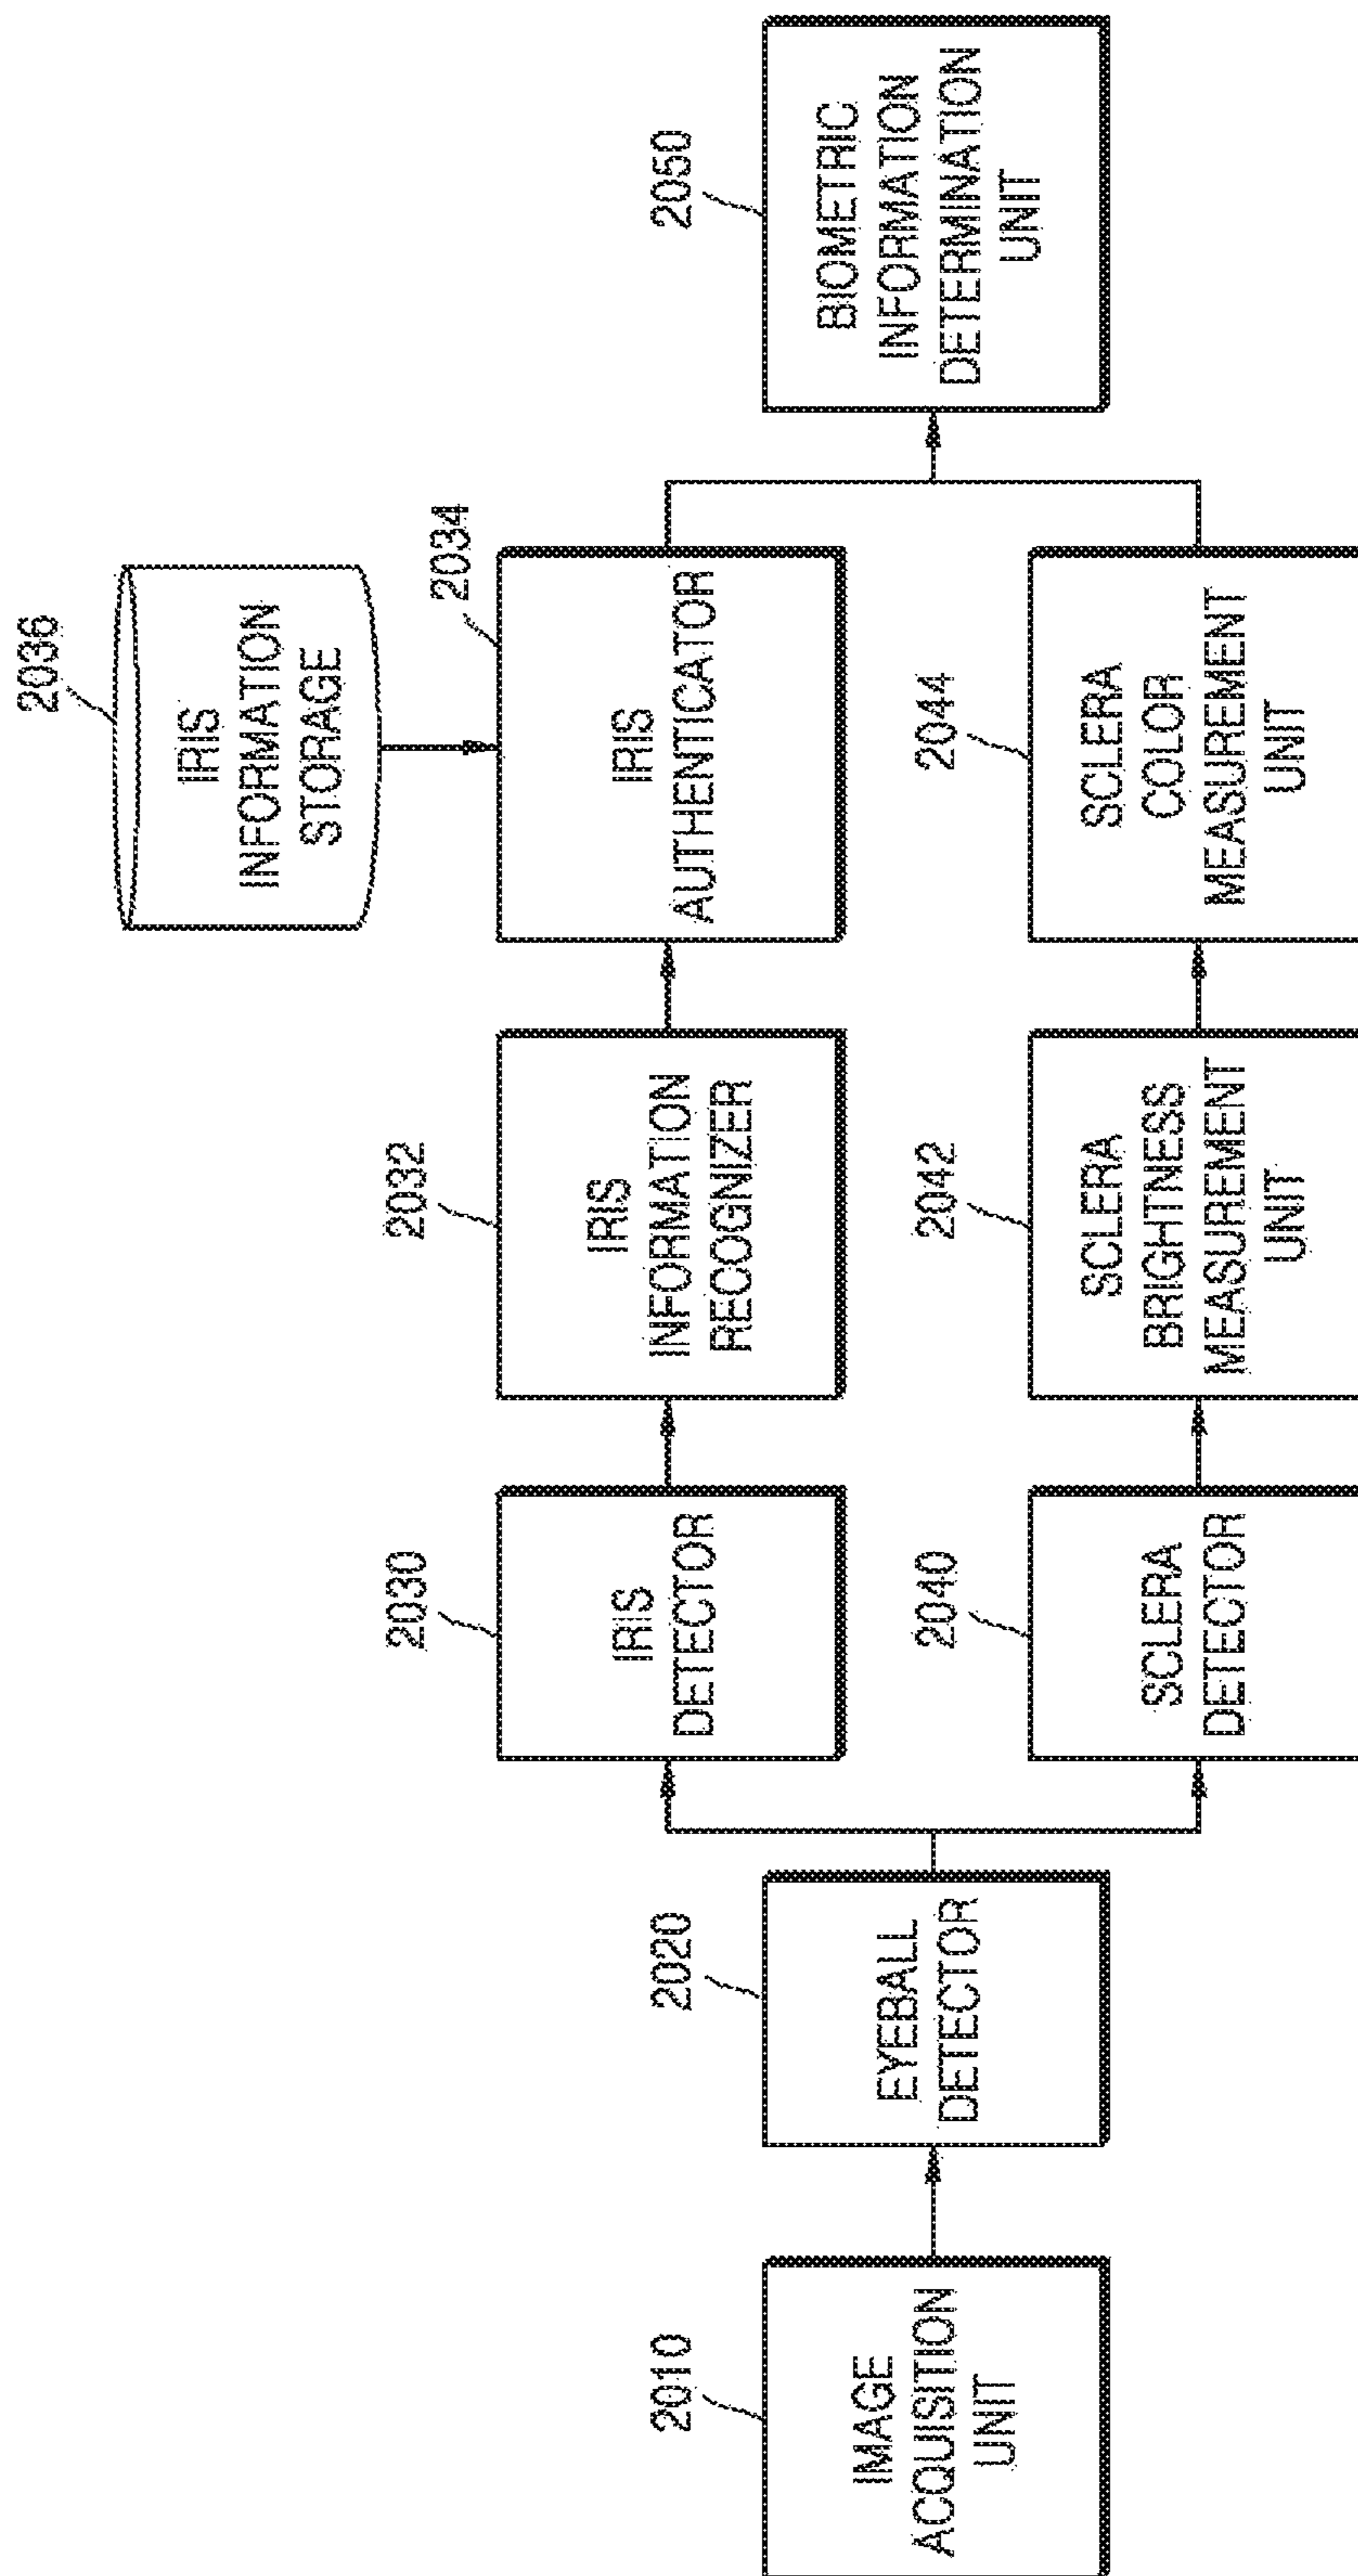 2010
IMAGE
ACQUISITION
UNIT
2020
EYEBALL
DETECTOR
2030
IRIS
DETECTOR
2032
IRIS
INFORMATION
RECOGNIZER
2034
IRIS
AUTHENTICATOR
2036
IRIS
INFORMATION
STORAGE
2040
SCLERA
DETECTOR
2042
SCLERA
BRIGHTNESS
MEASUREMENT
UNIT
2044
SCLERA
COLOR
MEASUREMENT
UNIT
2050
BIOMETRIC
INFORMATION
DETERMINATION
UNIT